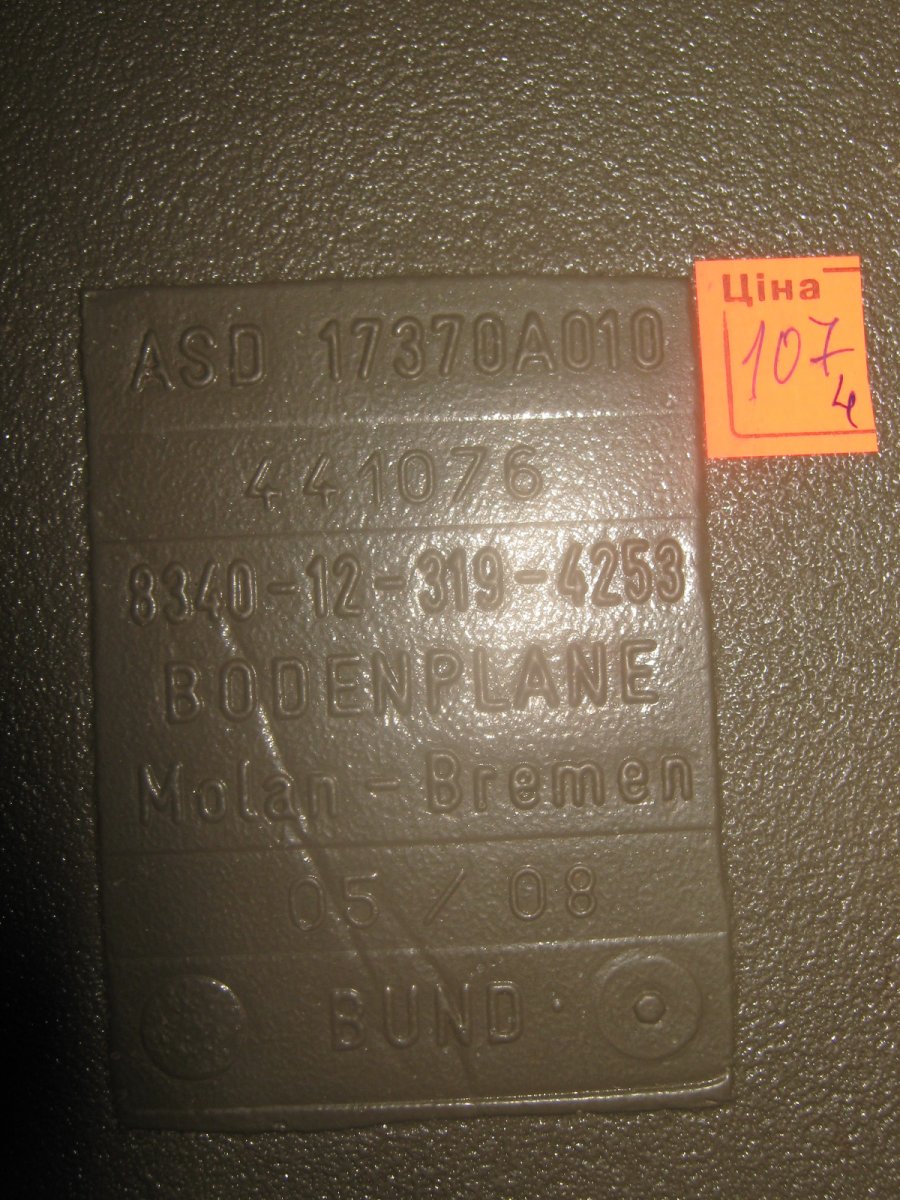 ASD 17370A010
441076
8340-12-319-4253
BODENPLANE
Molan - Bremen
05 / 08
BUND
Ціна
107
4